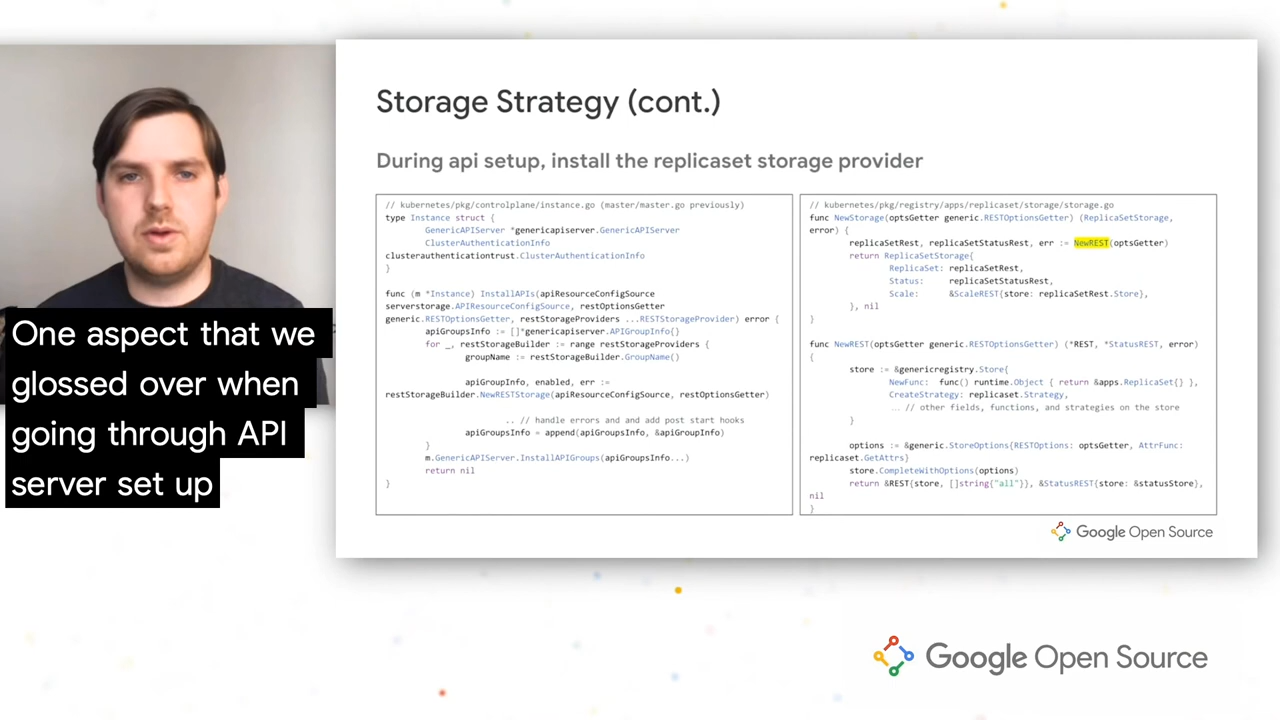 One aspect that we
glossed over when
going through API
server set up
Storage Strategy (cont.)
During api setup, install the replicaset storage provider
// kubernetes/pkg/controlplane/instance.go (master/master.go previously)
type Instance struct {
GenericAPIServer *genericapiserver.GenericAPIServer
ClusterAuthenticationInfo
clusterauthenticationtrust.ClusterAuthenticationInfo
}
func (m *Instance) InstallAPIs(apiResourceConfigSource
serverstorage.APIResourceConfigSource, restOptionsGetter
generic.RESTOptionsGetter, restStorageProviders ...RESTStorageProvider) error {
apiGroupsInfo := []*genericapiserver.APIGroupInfo{}
for _, restStorageBuilder := range restStorageProviders {
groupName := restStorageBuilder.GroupName()
apiGroupInfo, enabled, err :=
restStorageBuilder.NewRESTStorage(apiResourceConfigSource, restOptionsGetter)
.. // handle errors and and add post start hooks
apiGroupsInfo = append(apiGroupsInfo, &apiGroupInfo)
}
m.GenericAPIServer.InstallAPIGroups(apiGroupsInfo...)
return nil
}
// kubernetes/pkg/registry/apps/replicaset/storage/storage.go
func NewStorage(optsGetter generic.RESTOptionsGetter) (ReplicaSetStorage,
error) {
replicaSetRest, replicaSetStatusRest, err := NewREST(optsGetter)
return ReplicaSetStorage{
ReplicaSet: replicaSetRest,
Status: replicaSetStatusRest,
Scale: &ScaleREST{store: replicaSetRest.Store},
}, nil
}
func NewREST(optsGetter generic.RESTOptionsGetter) (*REST, *StatusREST, error)
{
store := &genericregistry.Store{
NewFunc: func() runtime.Object { return &apps.ReplicaSet{} },
CreateStrategy: replicaset.Strategy,
... // other fields, functions, and strategies on the store
}
options := &generic.StoreOptions{RESTOptions: optsGetter, AttrFunc:
replicaset.GetAttrs}
store.CompleteWithOptions(options)
return &REST{store, []string{"all"}}, &StatusREST{store: &statusStore},
nil
}
Google Open Source
Google Open Source